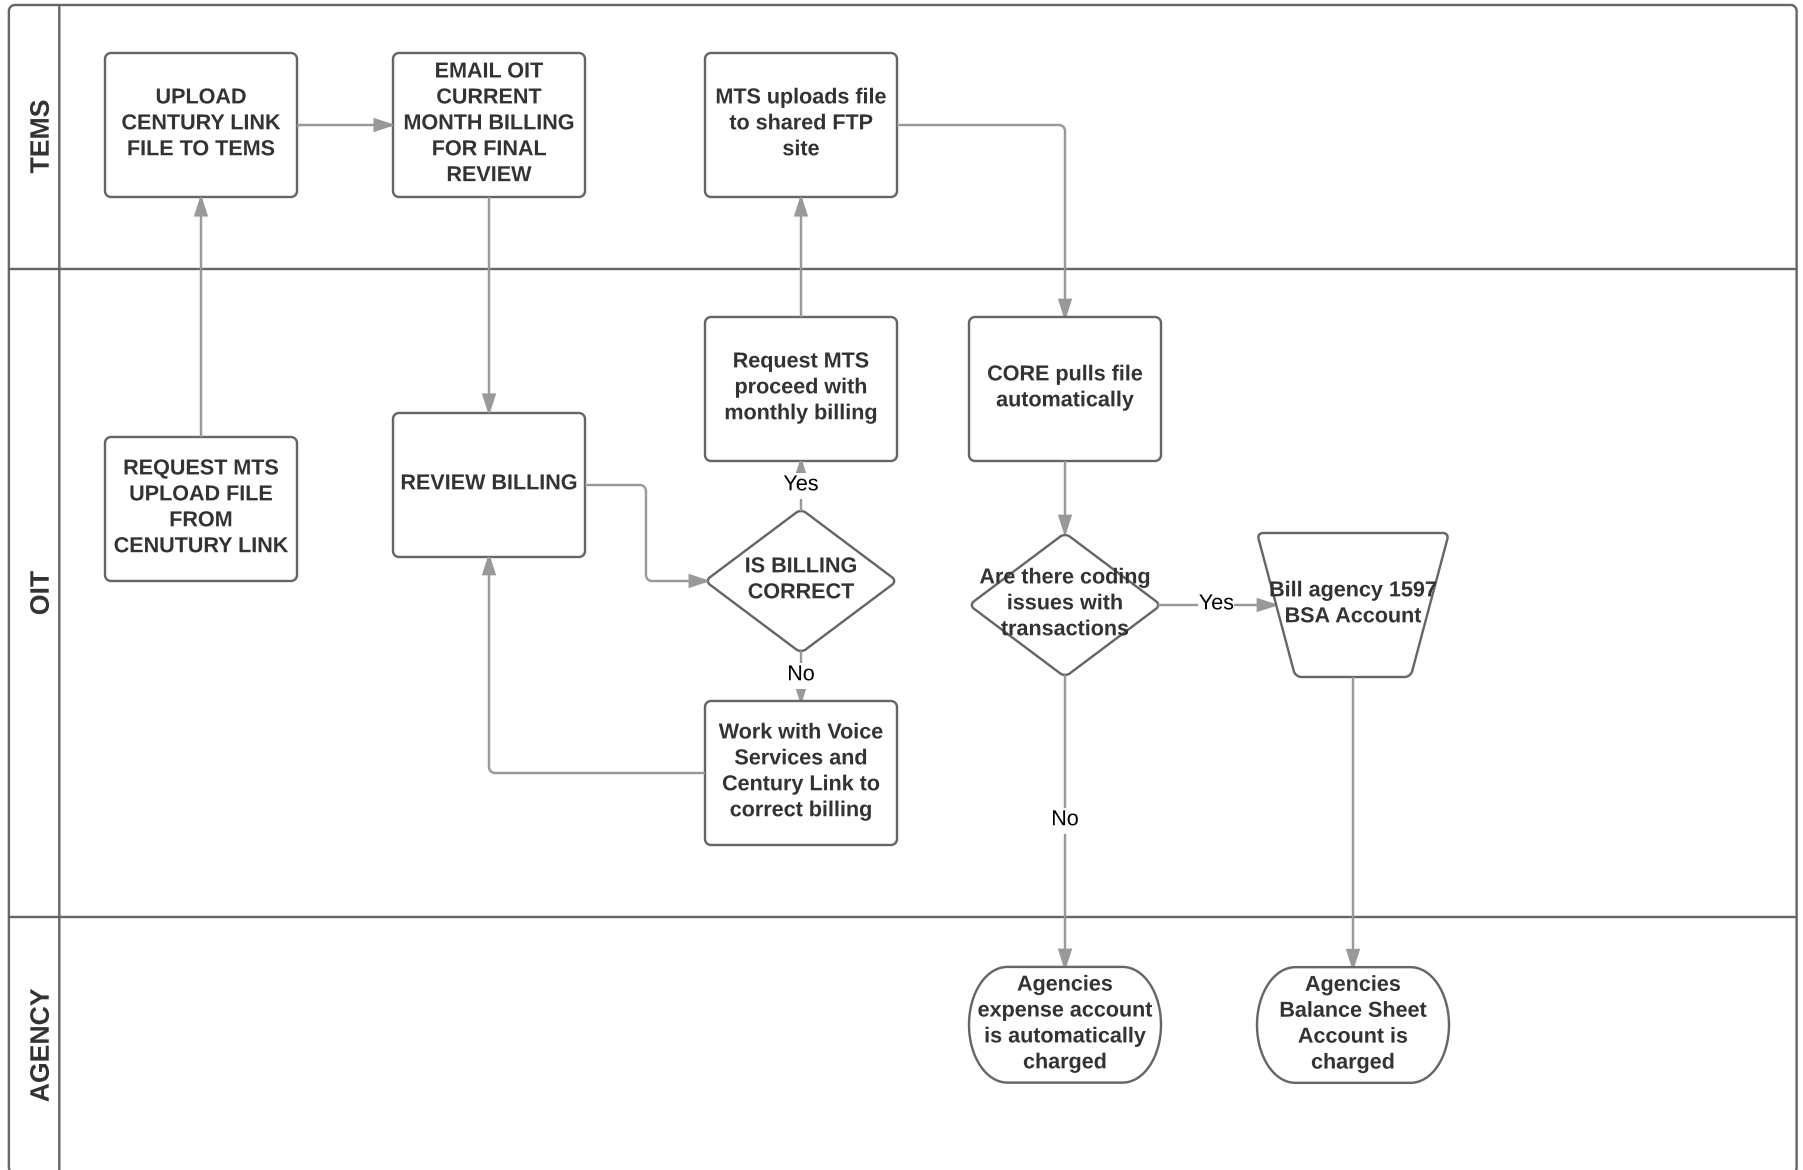 TEMS
UPLOAD
CENTURY LINK
FILE TO TEMS
EMAIL OIT
CURRENT
MONTH BILLING
FOR FINAL
REVIEW
MTS uploads file
to shared FTP
site
OIT
REQUEST MTS
UPLOAD FILE
FROM
CENUTURY LINK
REVIEW BILLING
Request MTS
proceed with
monthly billing
Yes
IS BILLING
CORRECT
No
Work with Voice
Services and
Century Link to
correct billing
CORE pulls file
automatically
Are there coding
issues with
transactions
Yes
Bill agency 1597
BSA Account
No
AGENCY
Agencies
expense account
is automatically
charged
Agencies
Balance Sheet
Account is
charged